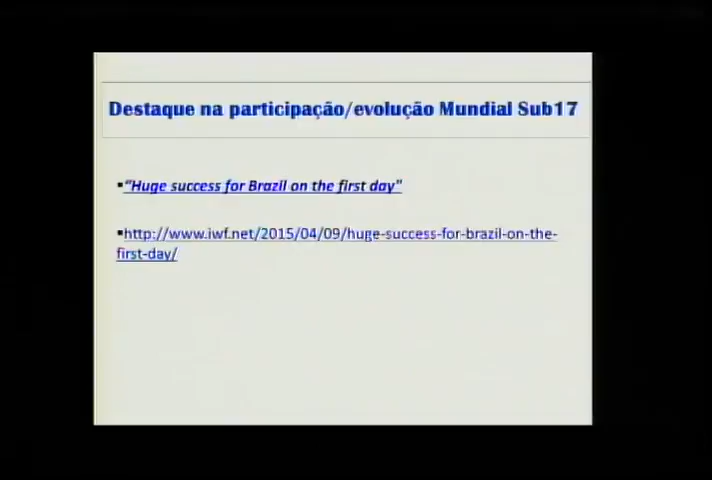 Destaque na participação/evolução Mundial Sub17
▪"Huge success for Brazil on the first day"
▪http://www.iwf.net/2015/04/09/huge-success-for-brazil-on-the-
first-day/